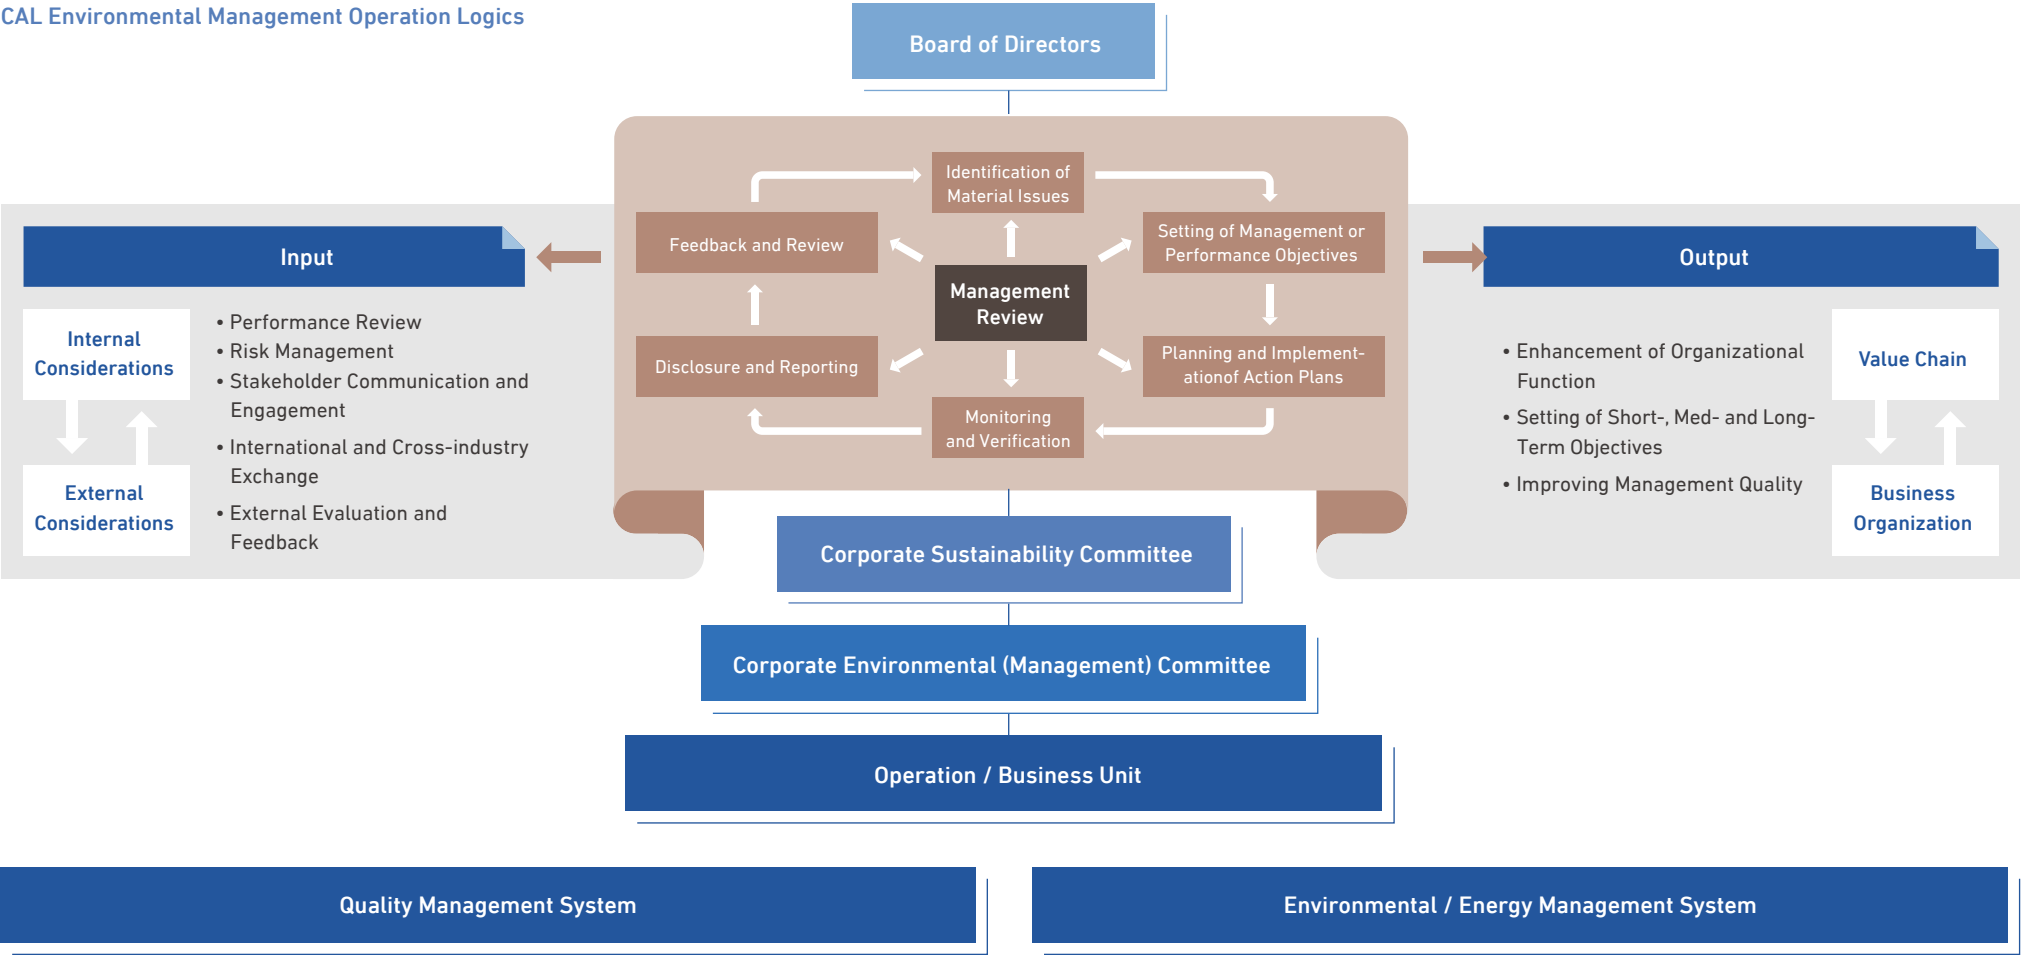 CAL Environmental Management Operation Logics
Board of Directors
Identification of
Material Issues
Feedback and Review
Setting of Management or
Performance Objectives
Management
Review
Disclosure and Reporting
Planning and Implement-
ationof Action Plans
Monitoring
and Verification
Input
Internal
Considerations
External
Considerations
• Performance Review
• Risk Management
• Stakeholder Communication and
Engagement
• International and Cross-industry
Exchange
• External Evaluation and
Feedback
Output
• Enhancement of Organizational
Function
• Setting of Short-, Med- and Long-
Term Objectives
• Improving Management Quality
Value Chain
Business
Organization
Corporate Sustainability Committee
Corporate Environmental (Management) Committee
Operation / Business Unit
Quality Management System
Environmental / Energy Management System